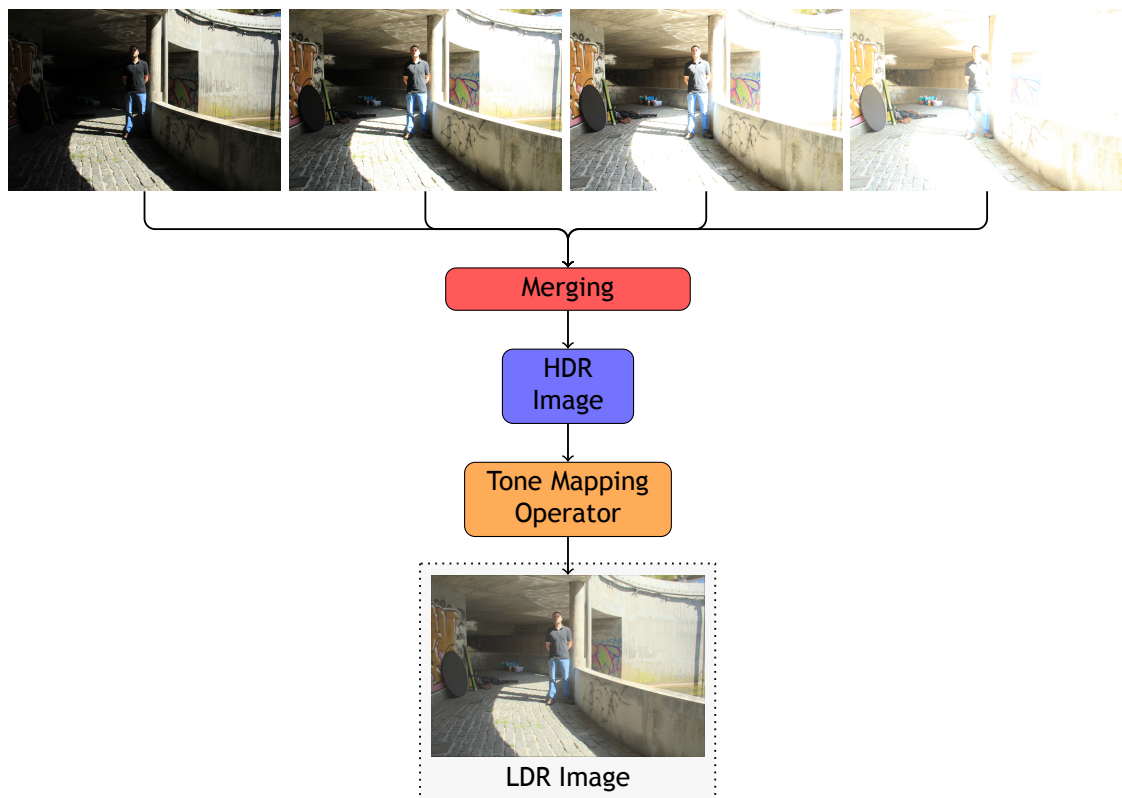 Merging
HDR
Image
Tone Mapping
Operator
LDR Image